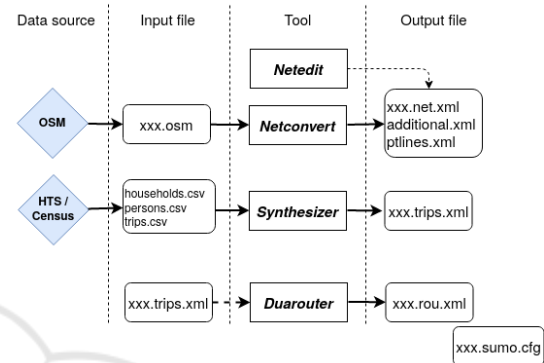 Data source
Input file
Tool
Output file
Netedit
OSM
xxx.osm
Netconvert
xxx.net.xml
additional.xml
ptlines.xml
HTS /
Census
households.csv
persons.csv
trips.csv
Synthesizer
xxx.trips.xml
xxx.trips.xml
Duarouter
xxx.rou.xml
xxx.sumo.cfg